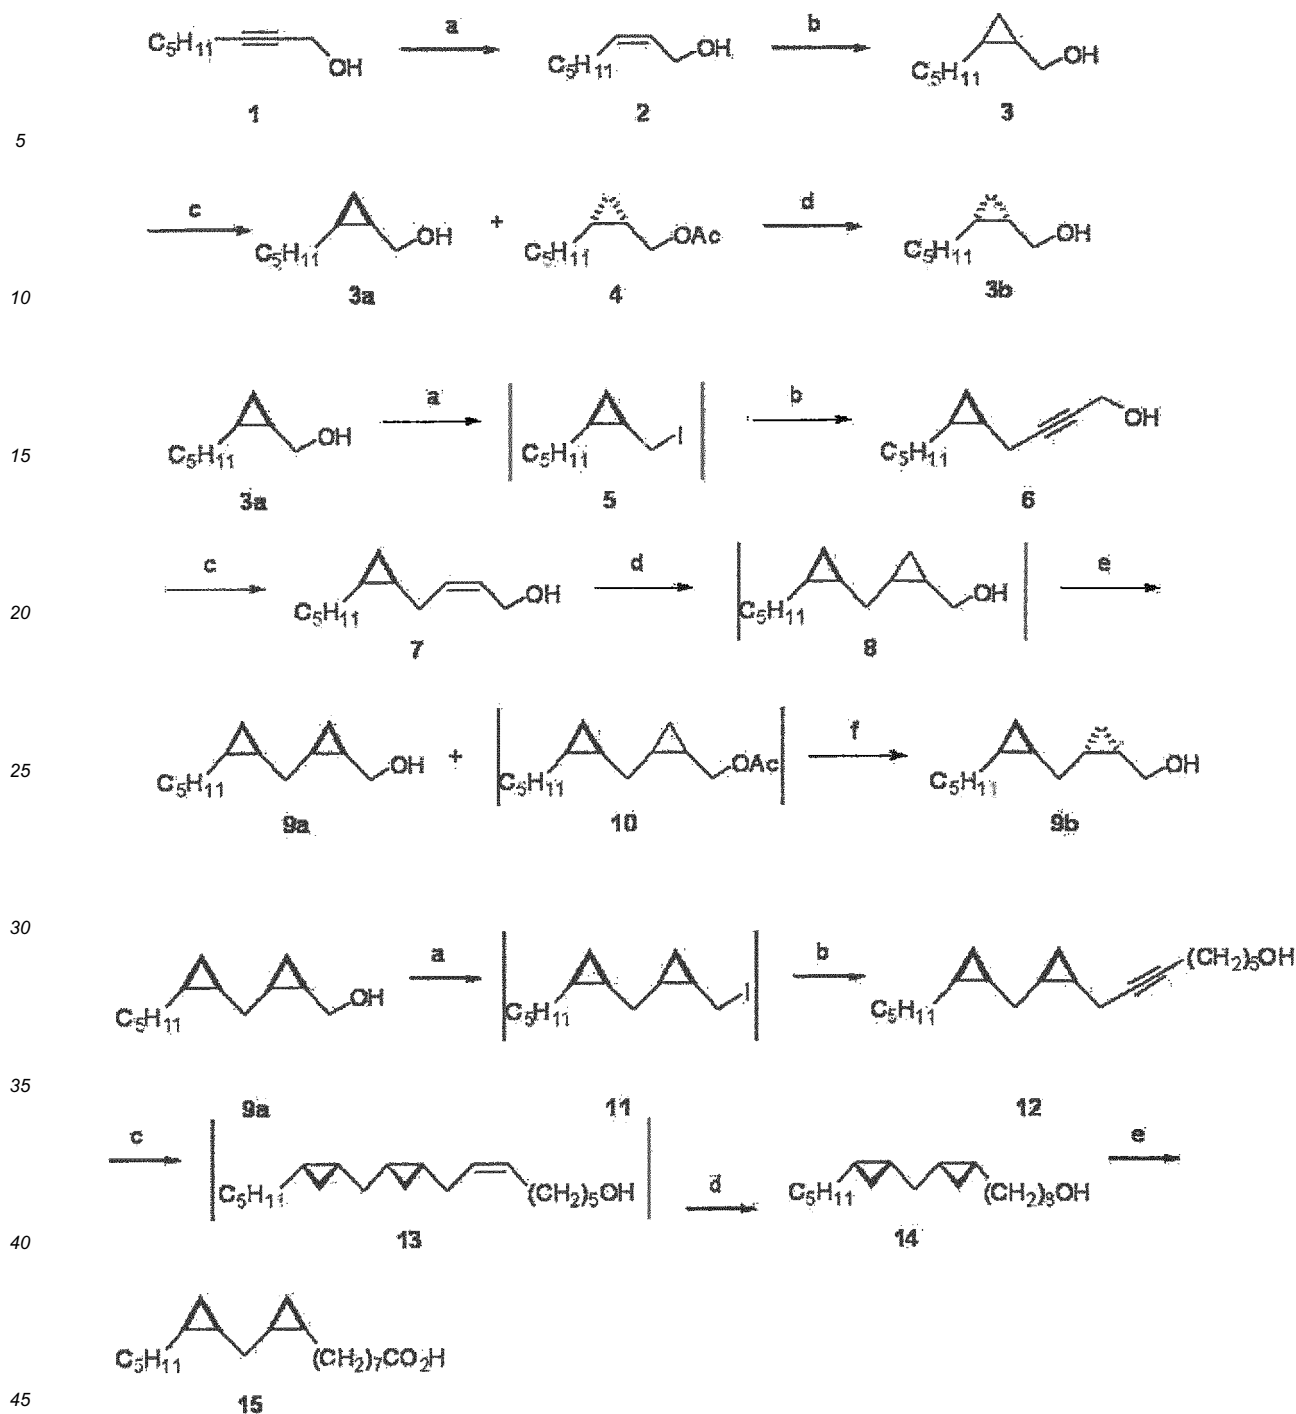 C5H11 OH a C5H11 OH b C5H11 OH
1 2 3
5
c C5H11 OH + C5H11 OAc d C5H11 OH
3a 4 3b
10
C5H11 OH a C5H11 I b C5H11 OH
15
3a 5 6
c C5H11 OH d C5H11 OH e
20
7 8
C5H11 OH + C5H11 OAc f C5H11 OH
25
9a 10 9b
30
C5H11 OH a C5H11 I b C5H11 (CH2)5OH
35
9a 11 12
c C5H11 (CH2)5OH d C5H11 (CH2)8OH e
13 14
40
C5H11 (CH2)7CO2H
15
45